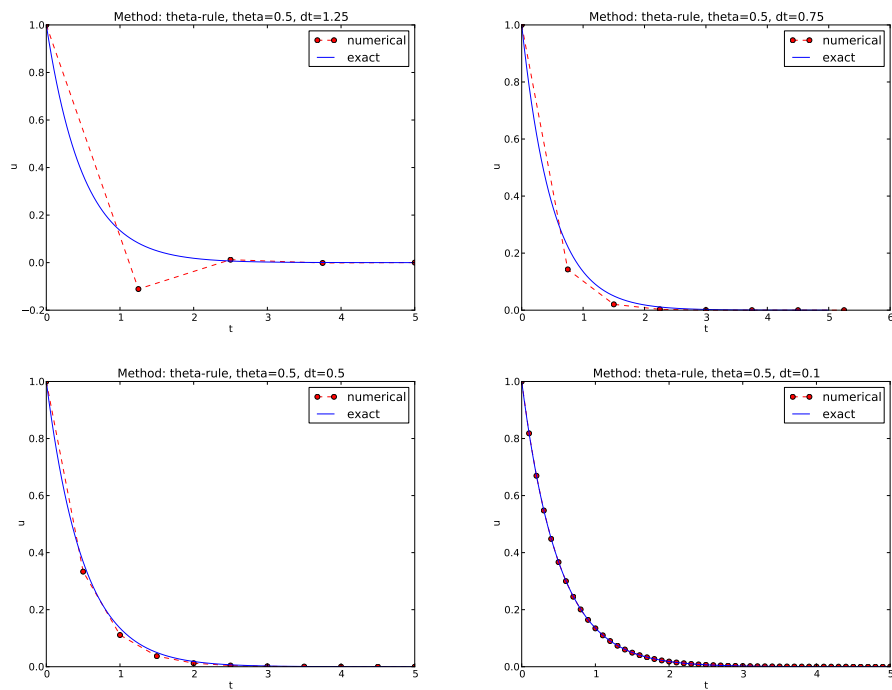 Method: theta-rule, theta=0.5, dt=1.25
numerical
exact
u
1.0
0.8
0.6
0.4
0.2
0.0
−0.2
0 1 2 3 4 5
t
Method: theta-rule, theta=0.5, dt=0.75
numerical
exact
u
1.0
0.8
0.6
0.4
0.2
0.0
0 1 2 3 4 5 6
t
Method: theta-rule, theta=0.5, dt=0.5
numerical
exact
u
1.0
0.8
0.6
0.4
0.2
0.0
0 1 2 3 4 5
t
Method: theta-rule, theta=0.5, dt=0.1
numerical
exact
u
1.0
0.8
0.6
0.4
0.2
0.0
0 1 2 3 4 5
t